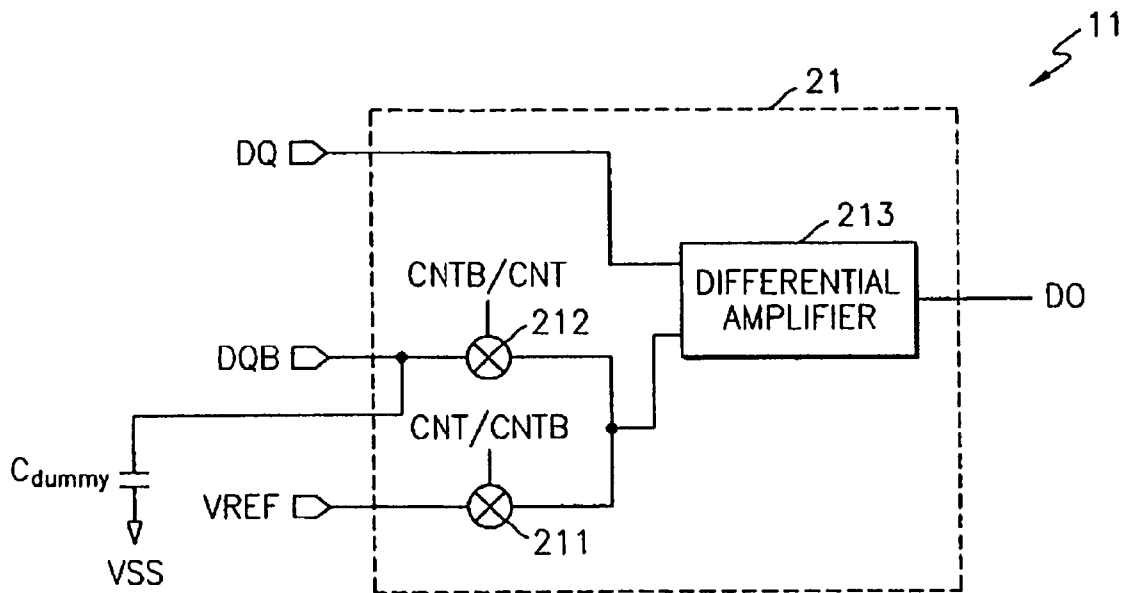 11
21
DQ
213
CNTB/CNT
DIFFERENTIAL
AMPLIFIER
DO
212
DQB
CNT/CNTB
Cdummy
VREF
211
VSS